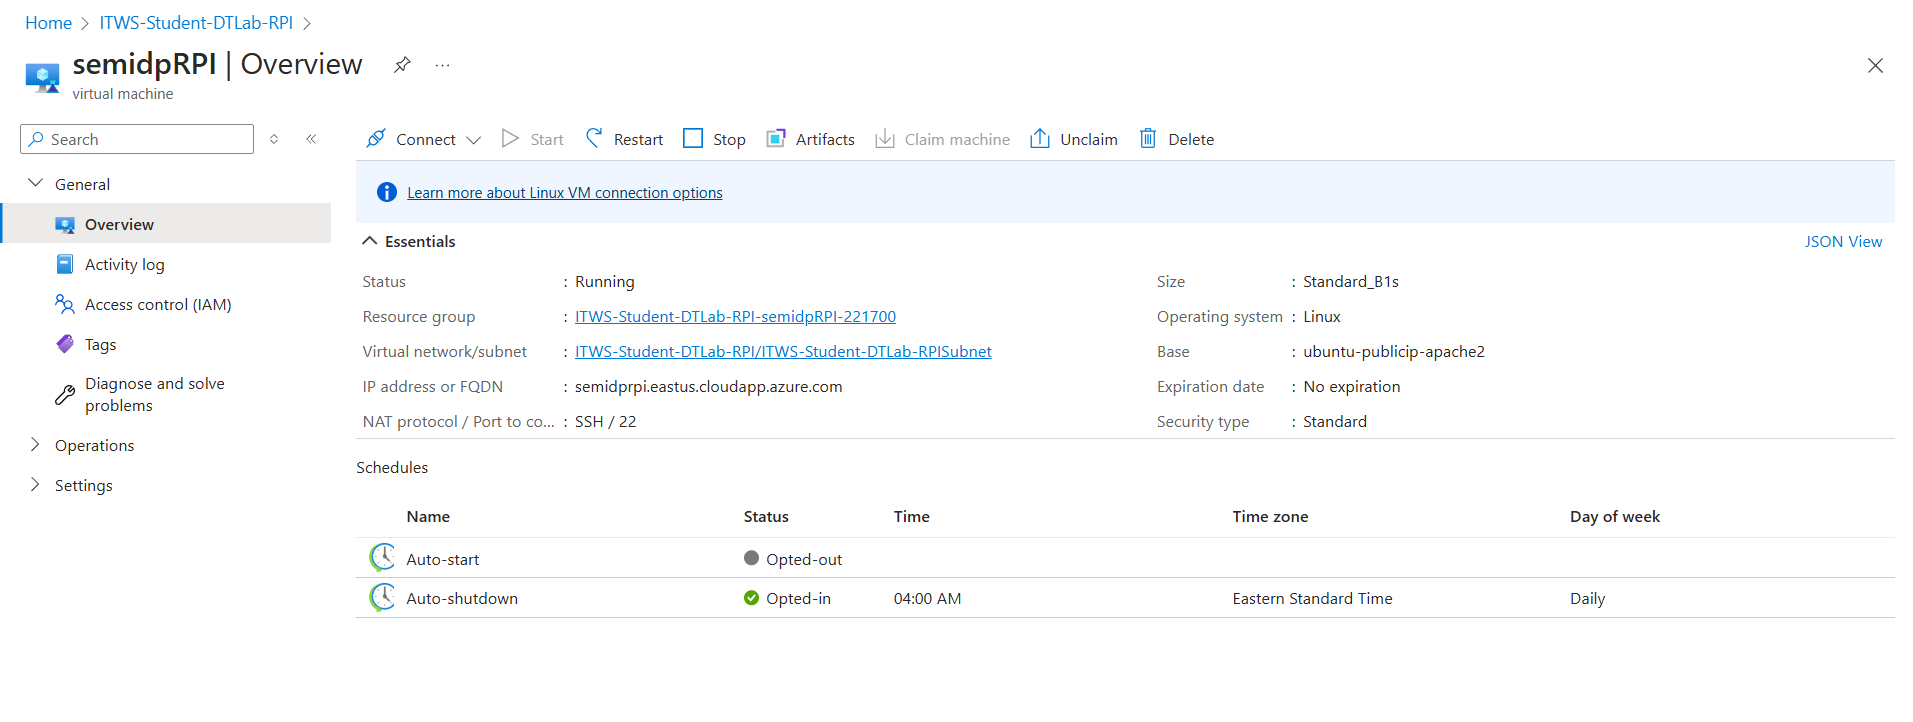 Home > ITWS-Student-DTLab-RPI >
semidpRPI | Overview ...
virtual machine
Search
General
Overview
Activity log
Access control (IAM)
Tags
Diagnose and solve
problems
Operations
Settings
Connect Start Restart Stop Artifacts Claim machine Unclaim Delete
Learn more about Linux VM connection options
Essentials JSON View
Status : Running
Resource group : ITWS-Student-DTLab-RPI-semidpRPI-221700
Virtual network/subnet : ITWS-Student-DTLab-RPI/ITWS-Student-DTLab-RPISubnet
IP address or FQDN : semidprpi.eastus.cloudapp.azure.com
NAT protocol / Port to co... : SSH / 22
Size : Standard_B1s
Operating system : Linux
Base : ubuntu-publicip-apache2
Expiration date : No expiration
Security type : Standard
Schedules
Name Status Time Time zone Day of week
Auto-start Opted-out
Auto-shutdown Opted-in 04:00 AM Eastern Standard Time Daily